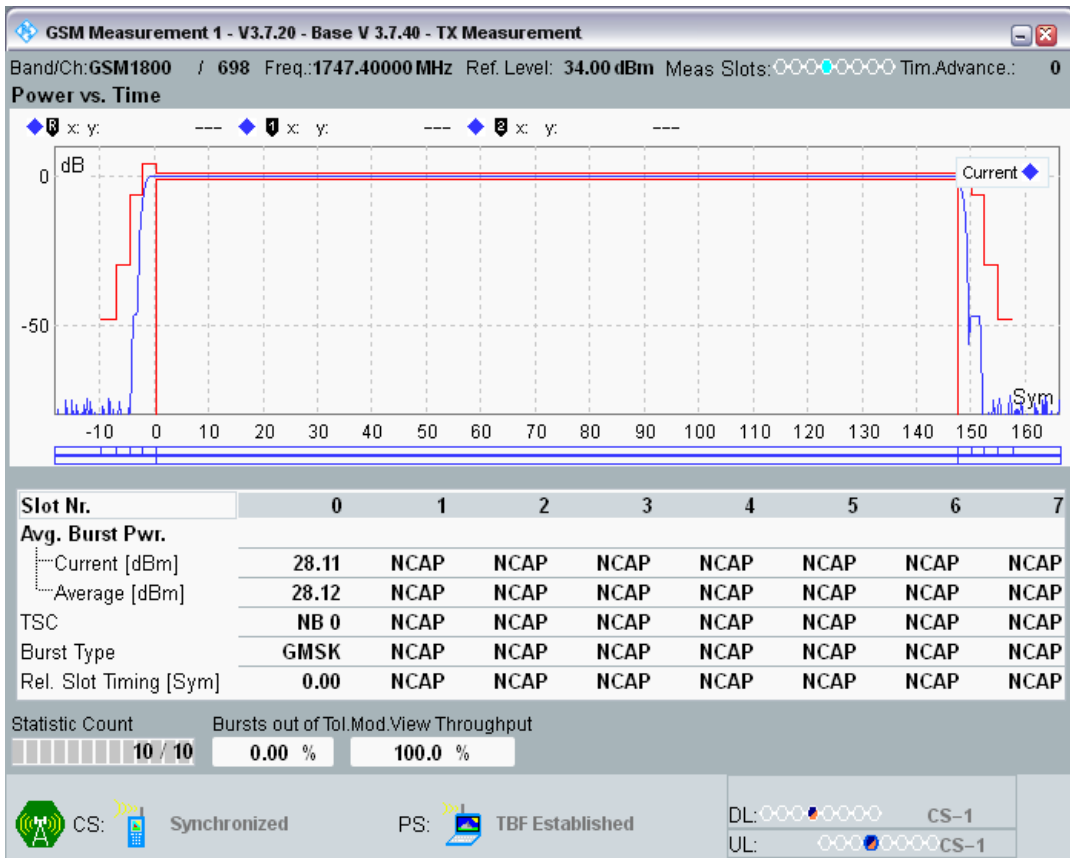 GSM Measurement 1 - V3.7.20 - Base V 3.7.40 - TX Measurement
Band/Ch:GSM1800 / 698 Freq.:1747.40000 MHz Ref. Level: 34.00 dBm Meas Slots: Tim.Advance.: 0
Power vs. Time
R x: y: --- 1 x: y: --- 2 x: y: ---
dB
Current
0
-50
Sym
-10 0 10 20 30 40 50 60 70 80 90 100 110 120 130 140 150 160
Slot Nr. 0 1 2 3 4 5 6 7
Avg. Burst Pwr.
Current [dBm] 28.11 NCAP NCAP NCAP NCAP NCAP NCAP NCAP
Average [dBm] 28.12 NCAP NCAP NCAP NCAP NCAP NCAP NCAP
TSC NB 0 NCAP NCAP NCAP NCAP NCAP NCAP NCAP
Burst Type GMSK NCAP NCAP NCAP NCAP NCAP NCAP NCAP
Rel. Slot Timing [Sym] 0.00 NCAP NCAP NCAP NCAP NCAP NCAP NCAP
Statistic Count Bursts out of Tol.Mod.View Throughput
10 / 10 0.00 % 100.0 %
CS: Synchronized PS: TBF Established
DL: CS-1
UL: CS-1